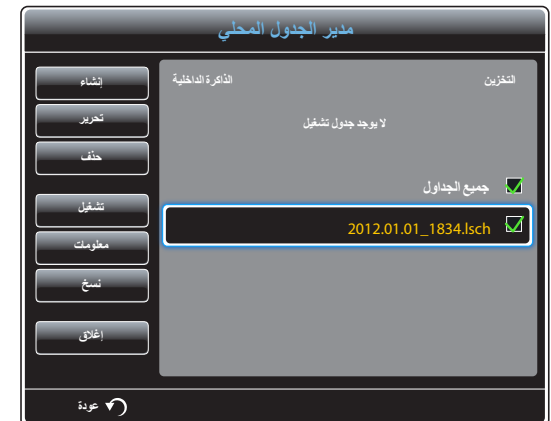 مدير الجدول المحلي
التخزين
الذاكرة الداخلية
لا يوجد جدول تشغيل
جميع الجداول
2012.01.01_1834.lsch
إنشاء
تحرير
حذف
تشغيل
معلومات
نسخ
إغلاق
عودة